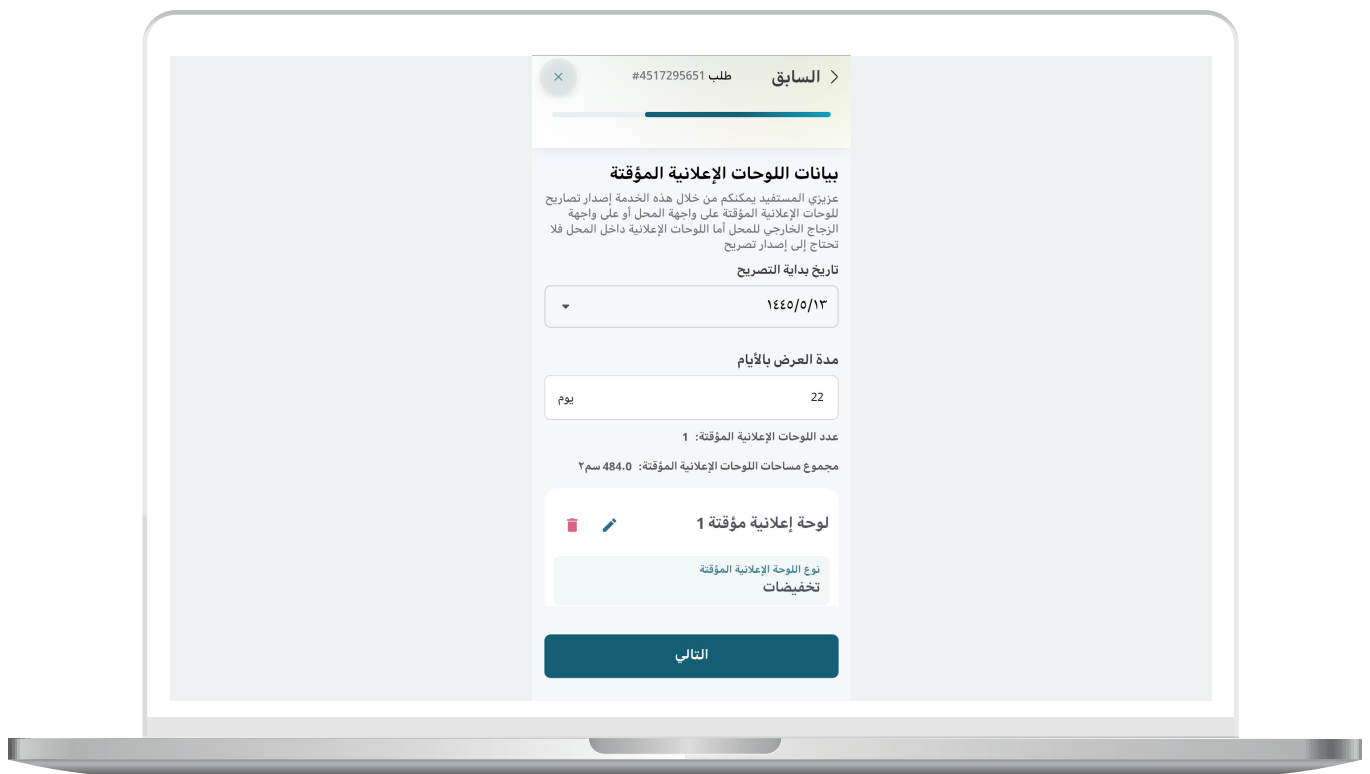 السابق
طلب 4517295651#
بيانات اللوحات الإعلانية المؤقتة
عزيزي المستفيد يمكنكم من خلال هذه الخدمة إصدار تصاريح
للوحات الإعلانية المؤقتة على واجهة المحل أو على واجهة
الزجاج الخارجي للمحل أما اللوحات الإعلانية داخل المحل فلا
تحتاج إلى إصدار تصريح
تاريخ بداية التصريح
١٤٤٥/٥/١٣
مدة العرض بالأيام
22 يوم
عدد اللوحات الإعلانية المؤقتة: 1
مجموع مساحات اللوحات الإعلانية المؤقتة: 484.0 سم٢
لوحة إعلانية مؤقتة 1
نوع اللوحة الإعلانية المؤقتة
تخفيضات
التالي